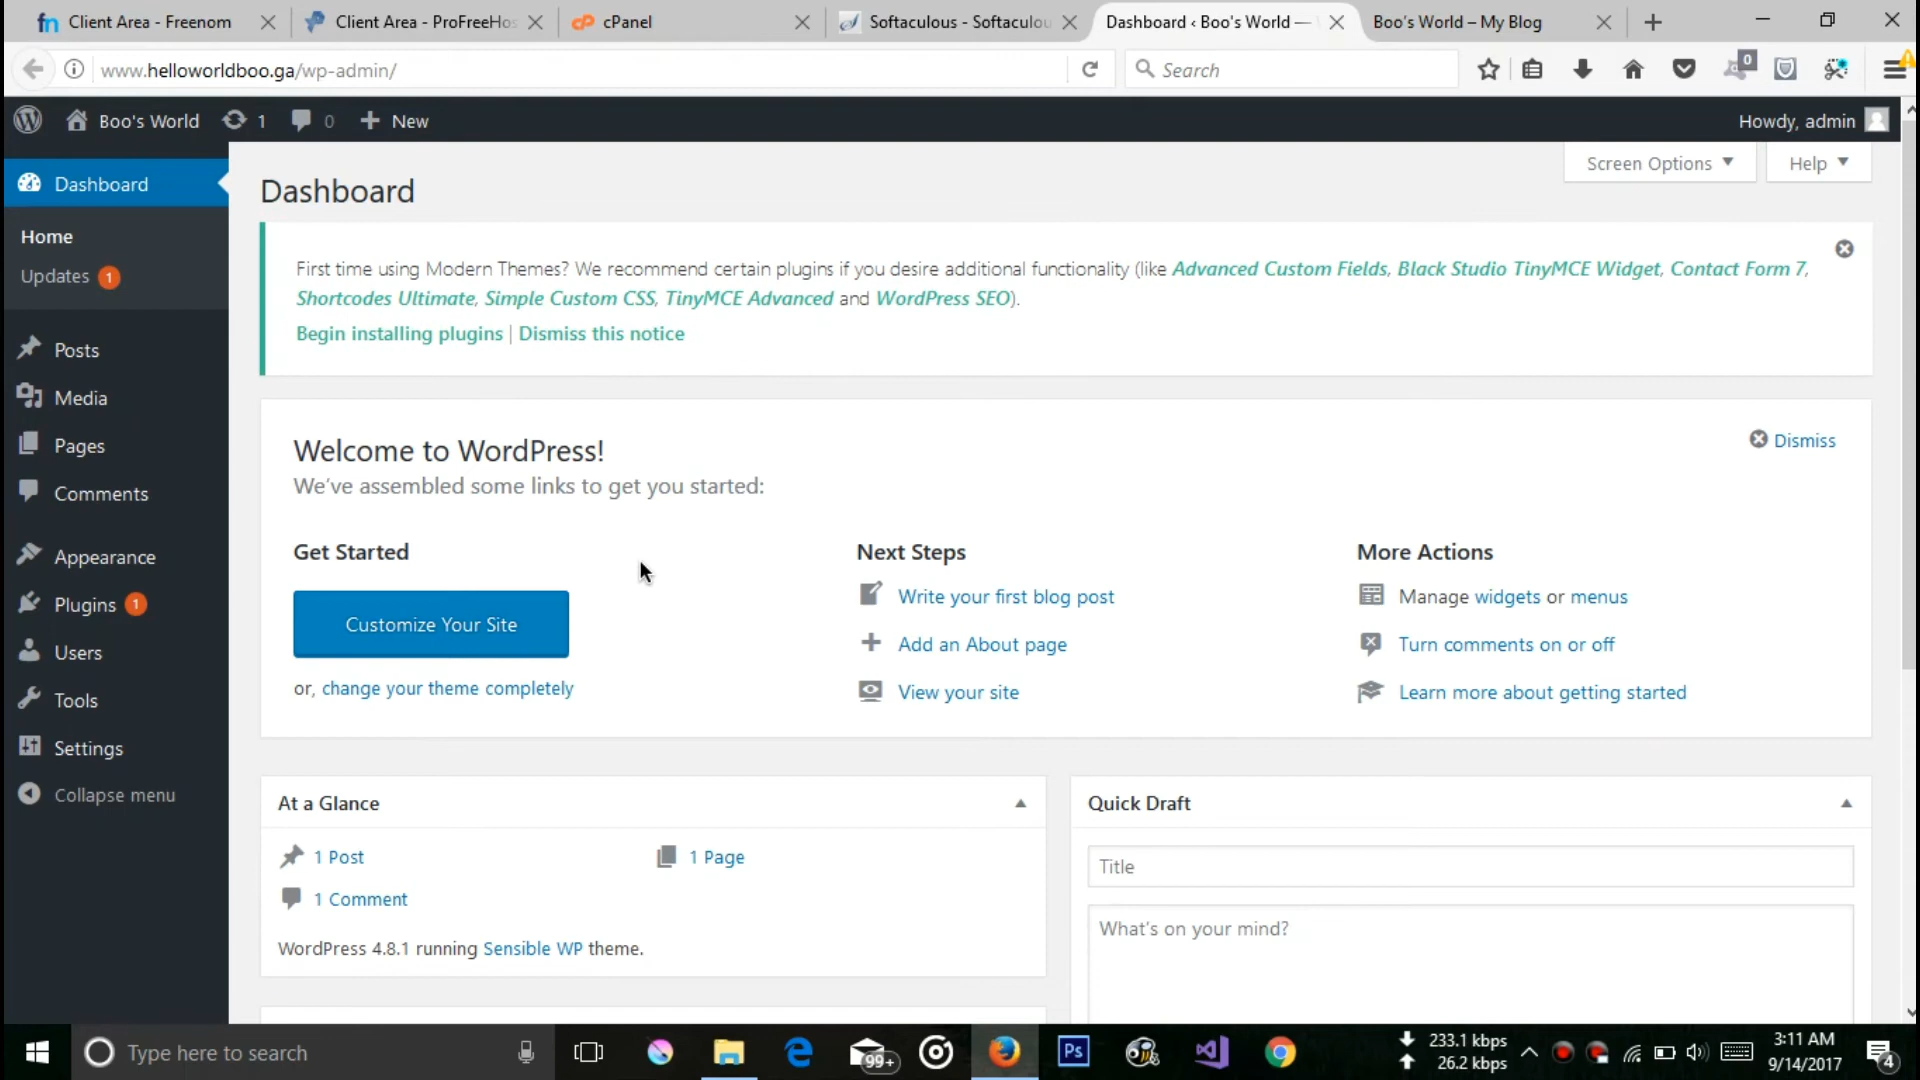 fn Client Area - Freenom
Client Area - ProFreeHos
cP cPanel
Softaculous - Softaculou
Dashboard ‹ Boo's World —
Boo's World – My Blog
www.helloworldboo.ga/wp-admin/
Search
0
Boo's World
1
0
New
Howdy, admin
Screen Options
Help
Dashboard
Home
Updates 1
Posts
Media
Pages
Comments
Appearance
Plugins 1
Users
Tools
Settings
Collapse menu
Dashboard
First time using Modern Themes? We recommend certain plugins if you desire additional functionality (like Advanced Custom Fields, Black Studio TinyMCE Widget, Contact Form 7,
Shortcodes Ultimate, Simple Custom CSS, TinyMCE Advanced and WordPress SEO).
Begin installing plugins | Dismiss this notice
Welcome to WordPress!
Dismiss
We've assembled some links to get you started:
Get Started
Customize Your Site
or, change your theme completely
Next Steps
Write your first blog post
Add an About page
View your site
More Actions
Manage widgets or menus
Turn comments on or off
Learn more about getting started
At a Glance
1 Post
1 Page
1 Comment
WordPress 4.8.1 running Sensible WP theme.
Quick Draft
Title
What's on your mind?
Type here to search
99+
Ps
233.1 kbps
26.2 kbps
3:11 AM
9/14/2017
4